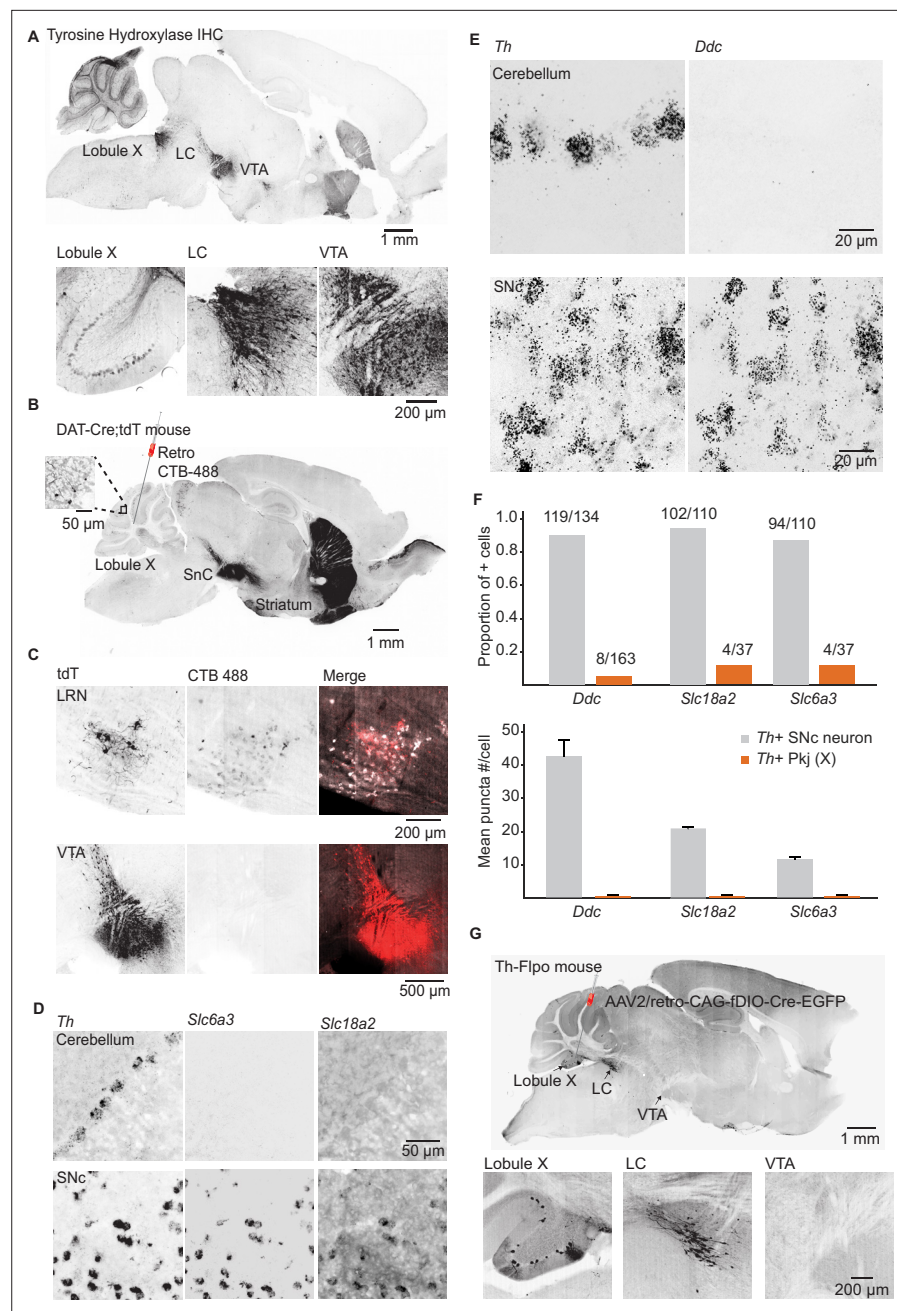 A
Tyrosine Hydroxylase IHC
Lobule X
LC
VTA
1 mm
Lobule X
LC
VTA
200 µm
B
DAT-Cre;tdT mouse
Retro
CTB-488
50 µm
Lobule X
SnC
Striatum
1 mm
C
tdT
CTB 488
Merge
LRN
200 µm
VTA
500 µm
D
Th
Slc6a3
Slc18a2
Cerebellum
50 µm
SNc
E
Th
Ddc
Cerebellum
20 µm
SNc
20 µm
F
119/134
102/110
94/110
1.0
0.8
0.6
0.4
0.2
Proportion of + cells
8/163
4/37
4/37
Ddc
Slc18a2
Slc6a3
50
40
30
20
10
Mean puncta #/cell
Th+ SNc neuron
Th+ Pkj (X)
Ddc
Slc18a2
Slc6a3
G
Th-Flpo mouse
AAV2/retro-CAG-fDIO-Cre-EGFP
Lobule X
LC
VTA
1 mm
Lobule X
LC
VTA
200 µm